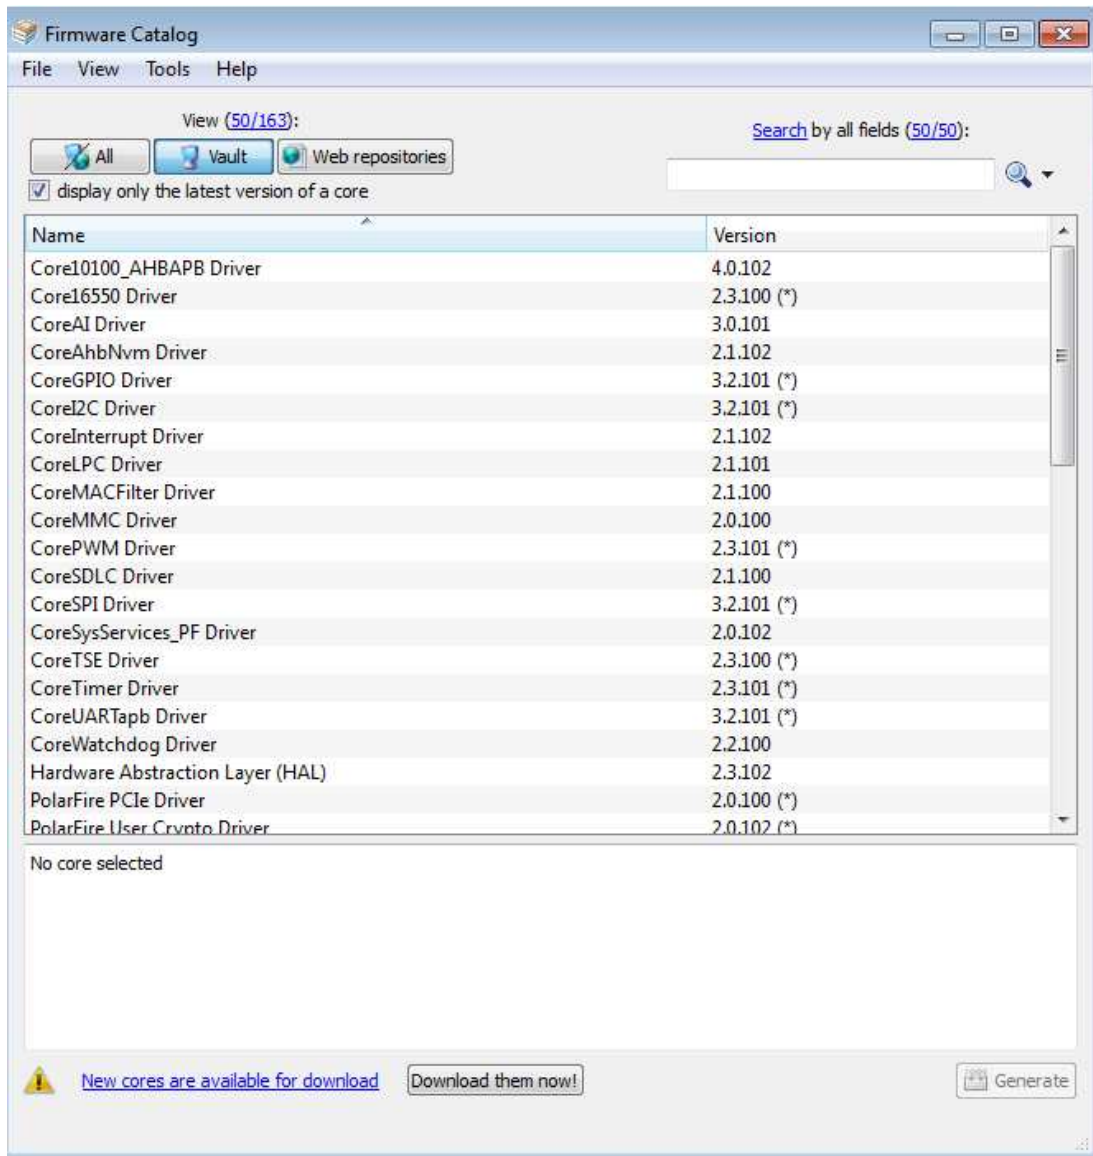 Firmware Catalog
File View Tools Help
View (50/163):
Search by all fields (50/50):
All Vault Web repositories
display only the latest version of a core
Name Version
Core10100_AHBAPB Driver 4.0.102
Core16550 Driver 2.3.100 (*)
CoreAI Driver 3.0.101
CoreAhbNvm Driver 2.1.102
CoreGPIO Driver 3.2.101 (*)
CoreI2C Driver 3.2.101 (*)
CoreInterrupt Driver 2.1.102
CoreLPC Driver 2.1.101
CoreMACFilter Driver 2.1.100
CoreMMC Driver 2.0.100
CorePWM Driver 2.3.101 (*)
CoreSDLC Driver 2.1.100
CoreSPI Driver 3.2.101 (*)
CoreSysServices_PF Driver 2.0.102
CoreTSE Driver 2.3.100 (*)
CoreTimer Driver 2.3.101 (*)
CoreUARTapb Driver 3.2.101 (*)
CoreWatchdog Driver 2.2.100
Hardware Abstraction Layer (HAL) 2.3.102
PolarFire PCIe Driver 2.0.100 (*)
PolarFire User Crypto Driver 2.0.102 (*)
No core selected
New cores are available for download Download them now! Generate